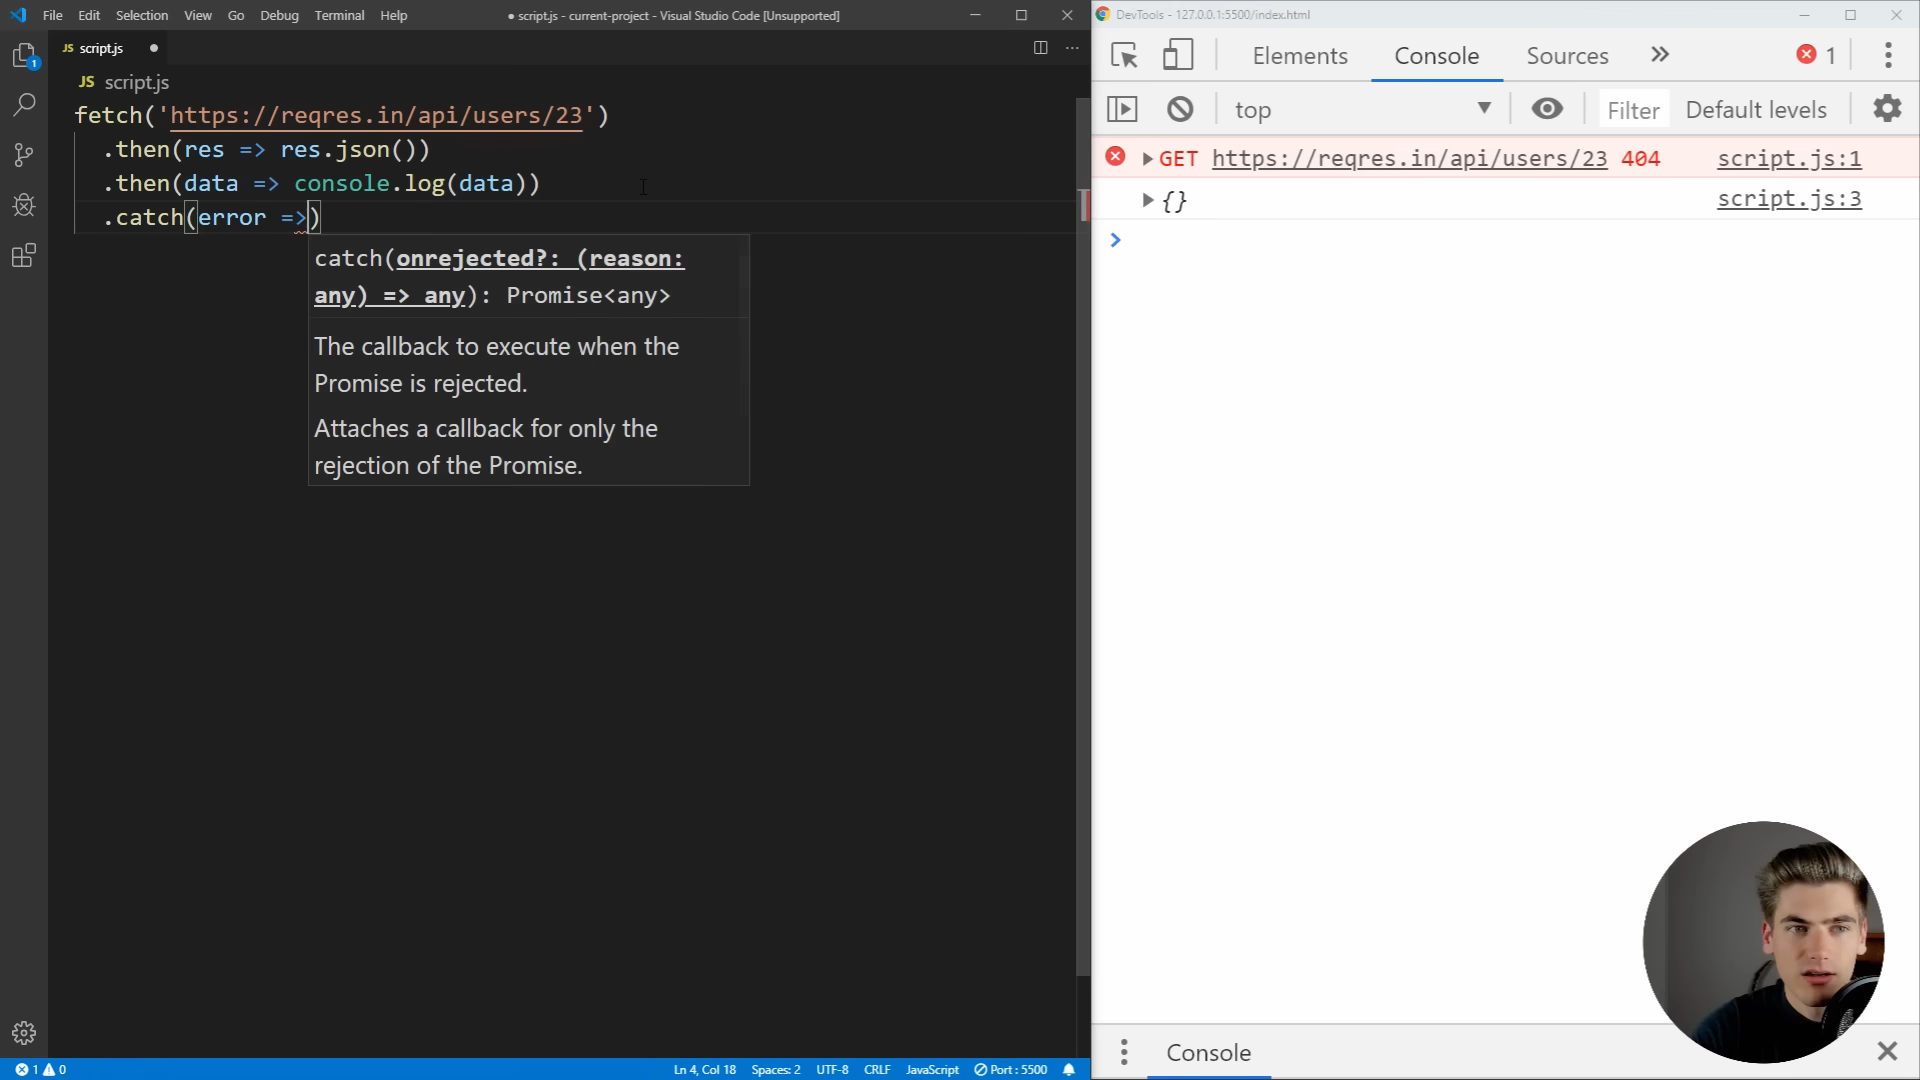 File Edit Selection View Go Debug Terminal Help
● script.js - current-project - Visual Studio Code [Unsupported]
JS script.js ●
JS script.js
fetch('https://reqres.in/api/users/23')
.then(res => res.json())
.then(data => console.log(data))
.catch(error =>)
catch(onrejected?: (reason:
any) => any): Promise<any>
The callback to execute when the
Promise is rejected.
Attaches a callback for only the
rejection of the Promise.
1
1 0
Ln 4, Col 18 Spaces: 2 UTF-8 CRLF JavaScript Port : 5500
DevTools - 127.0.0.1:5500/index.html
Elements Console Sources » 1
top Filter Default levels
GET https://reqres.in/api/users/23 404 script.js:1
{} script.js:3
>
Console